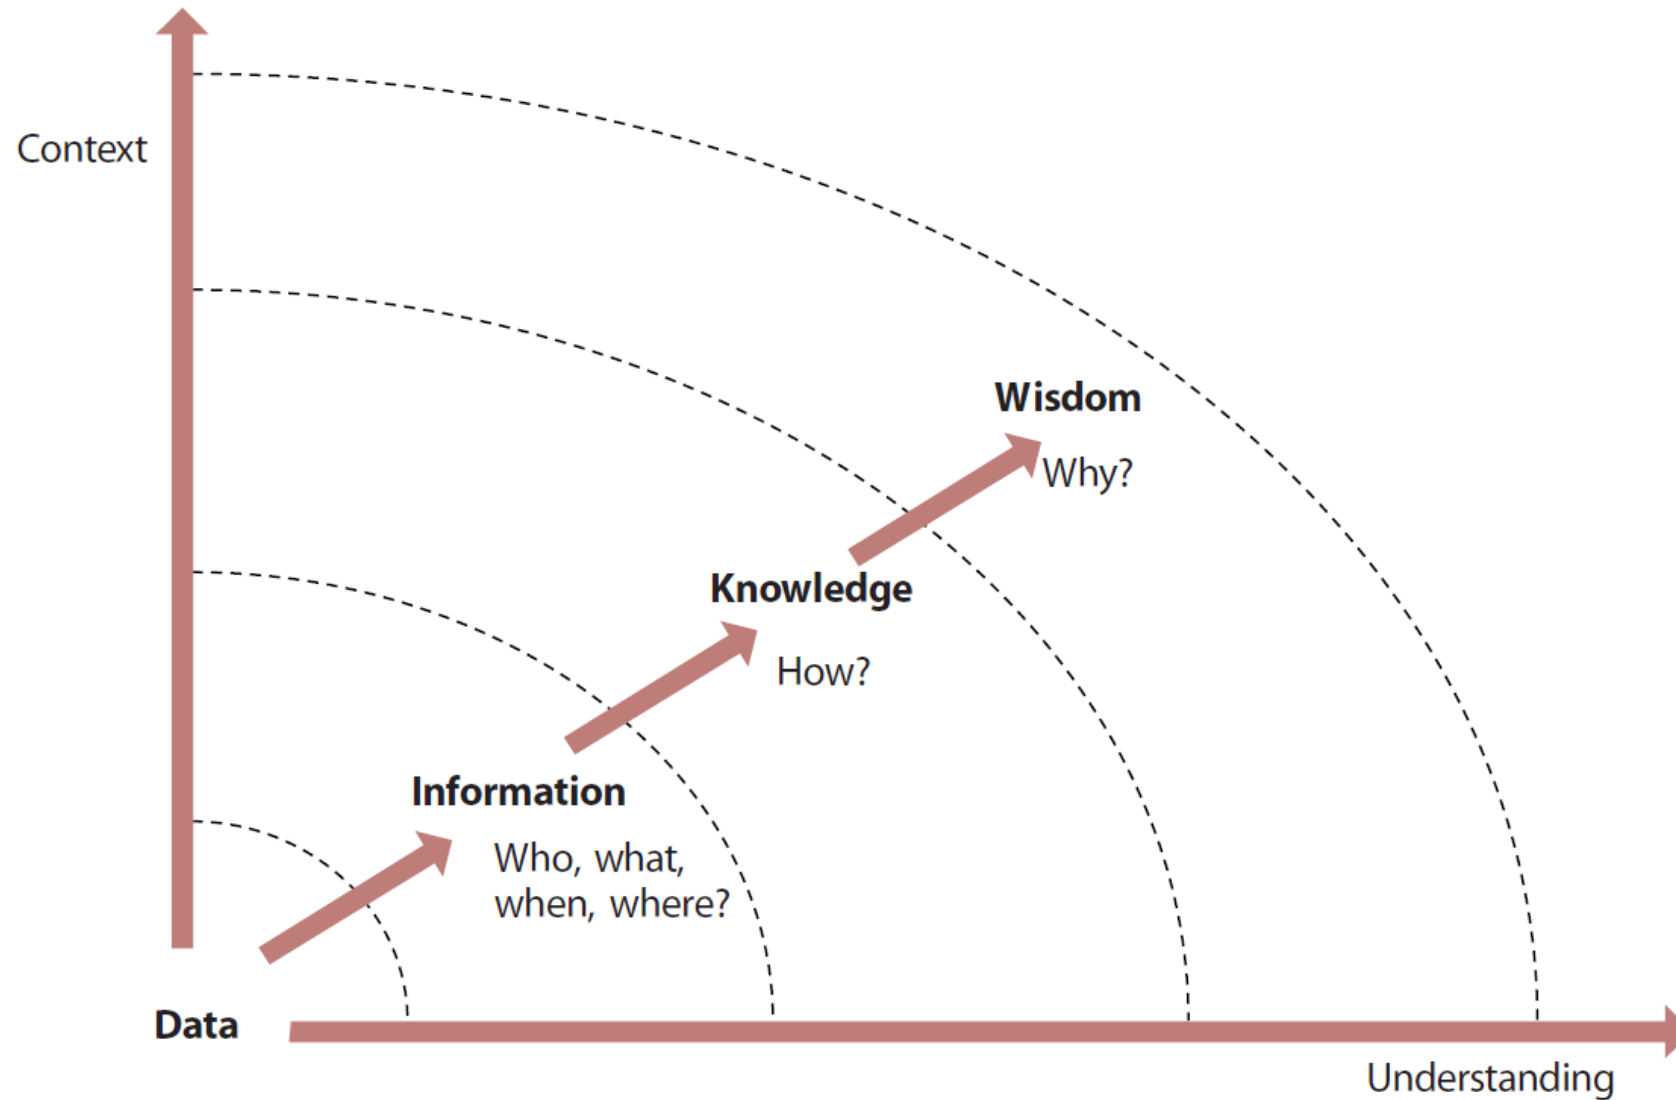 Context
Wisdom
Why?
Knowledge
How?
Information
Who, what,
when, where?
Data
Understanding